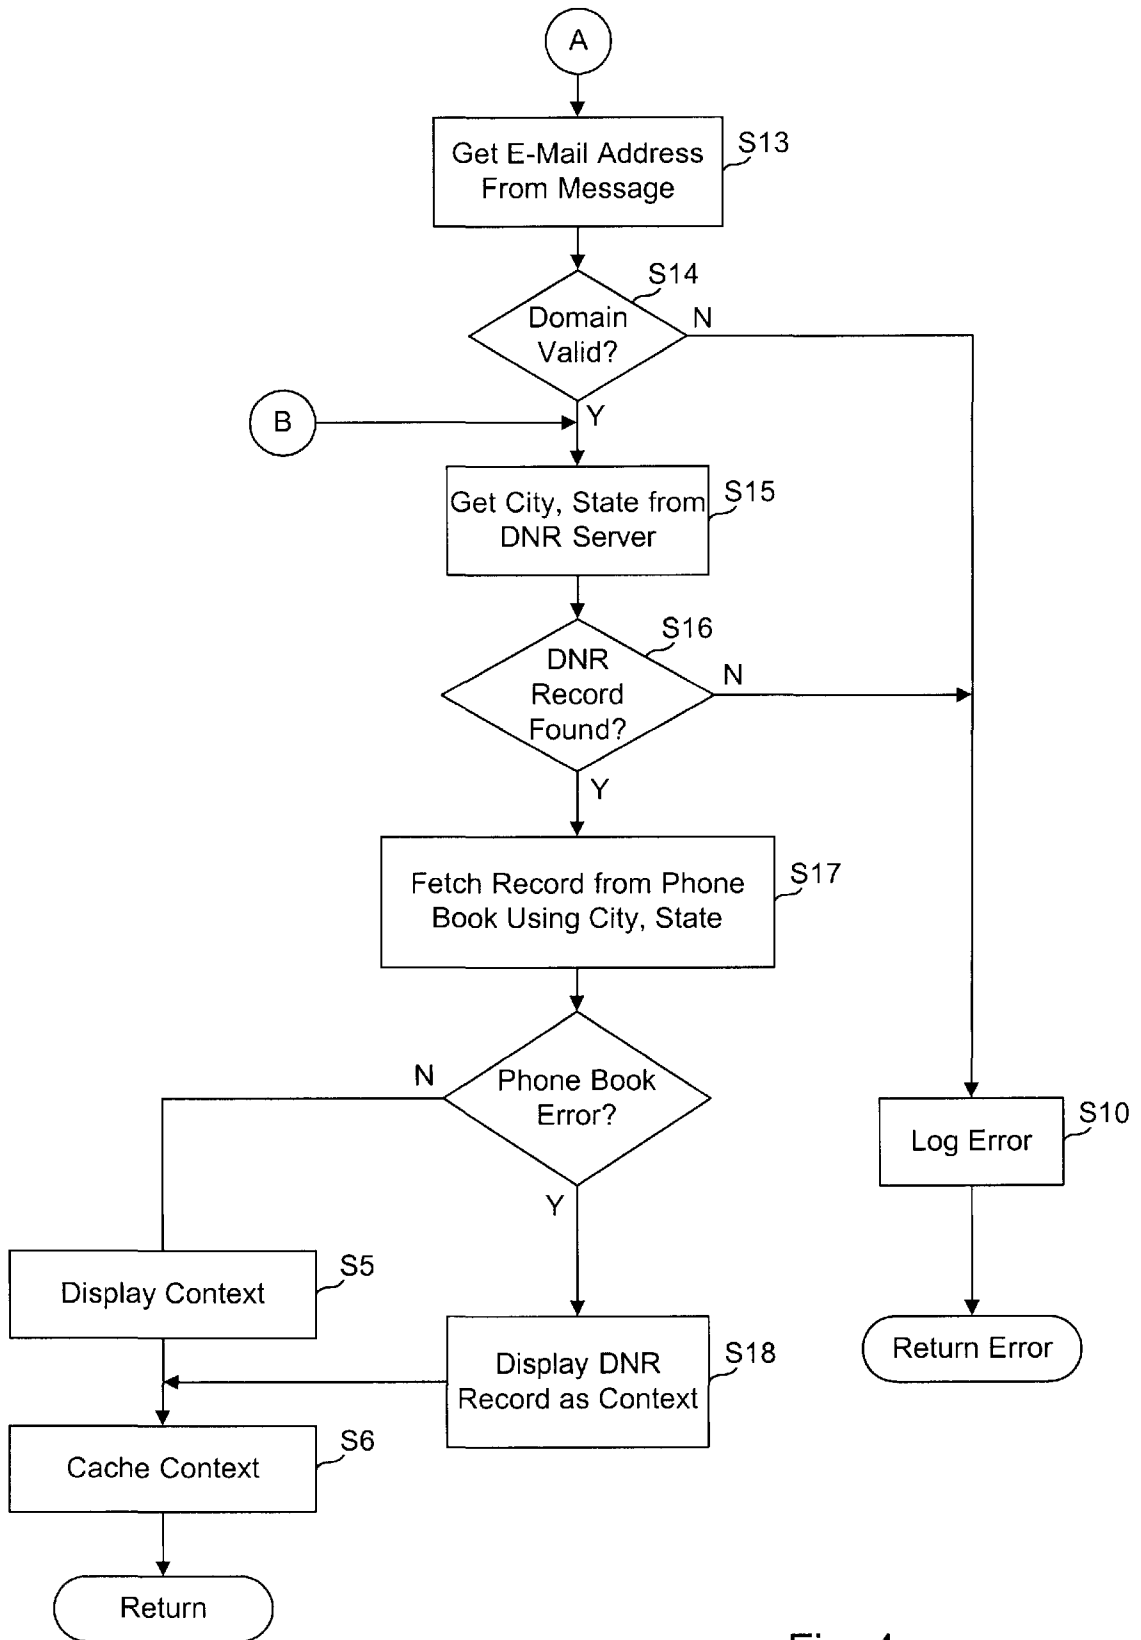 A
Get E-Mail Address
From Message
S13
S14
Domain
Valid?
N
B
Y
Get City, State from
DNR Server
S15
S16
DNR
Record
Found?
N
Y
Fetch Record from Phone
Book Using City, State
S17
N
Phone Book
Error?
Y
Log Error
S10
Display Context
S5
Display DNR
Record as Context
S18
Return Error
Cache Context
S6
Return